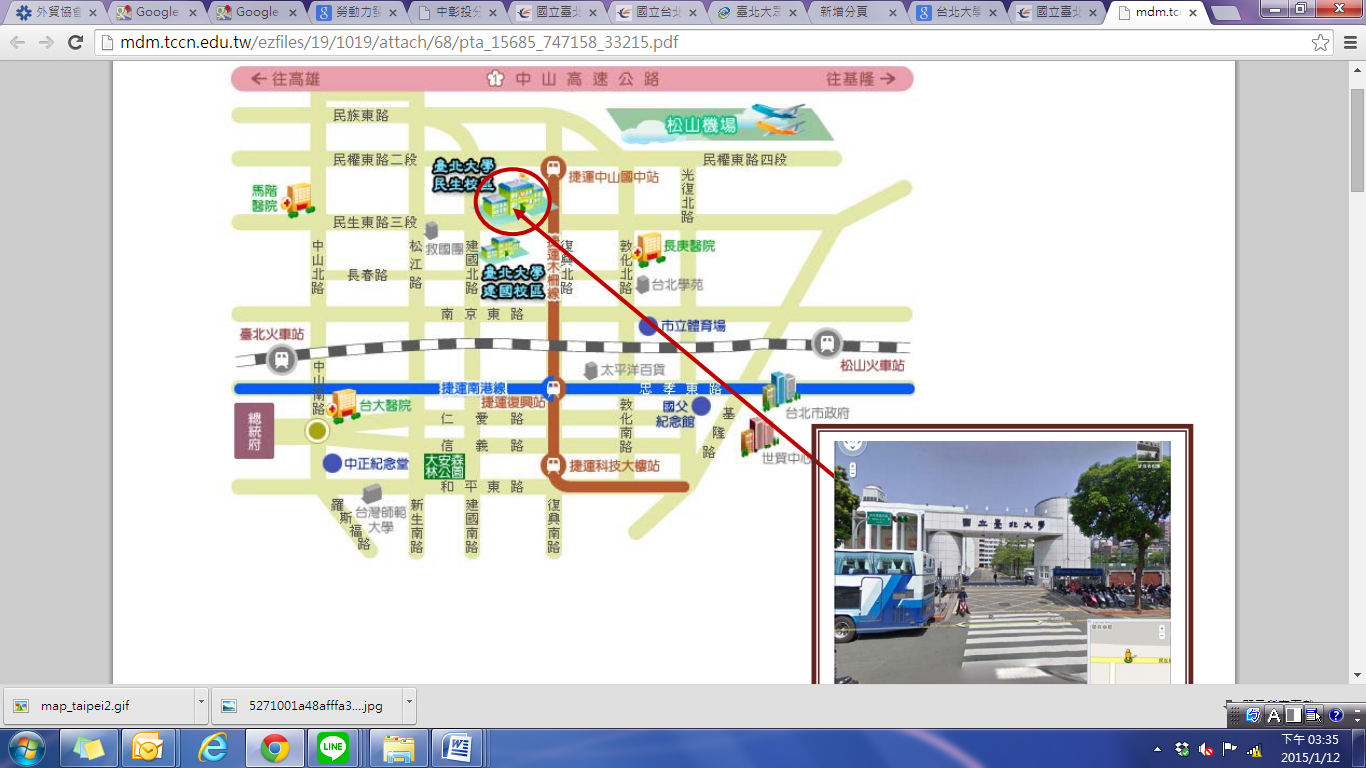 外貿協會
Google
Google
勞動力發
中彰投分
國立臺北
國立台北
臺北大眾
新增分頁
台北大學
國立臺北
mdm.tcc
mdm.tccn.edu.tw/ezfiles/19/1019/attach/68/pta_15685_747158_33215.pdf
←往高雄
1 中山高速公路
往基隆→
民族東路
松山機場
民權東路二段
臺北大學
民生校區
捷運中山國中站
民權東路四段
光復北路
馬階
醫院
民生東路三段
救國團
中山北路
松江路
建國北路
捷運木柵線
復興北路
敦化北路
長庚醫院
長春路
臺北大學
建國校區
台北學苑
南京東路
市立體育場
臺北火車站
松山火車站
中山南路
太平洋百貨
捷運南港線
忠孝東路
捷運復興站
台大醫院
總統府
仁愛路
敦化南路
國父
紀念館
基隆路
台北市政府
信義路
世貿中心
中正紀念堂
大安森
林公園
捷運科技大樓站
和平東路
羅斯福路
台灣師範
大學
新生南路
建國南路
復興南路
國立臺北大學
map_taipei2.gif
5271001a48afffa3....jpg
LINE
下午 03:35
2015/1/12